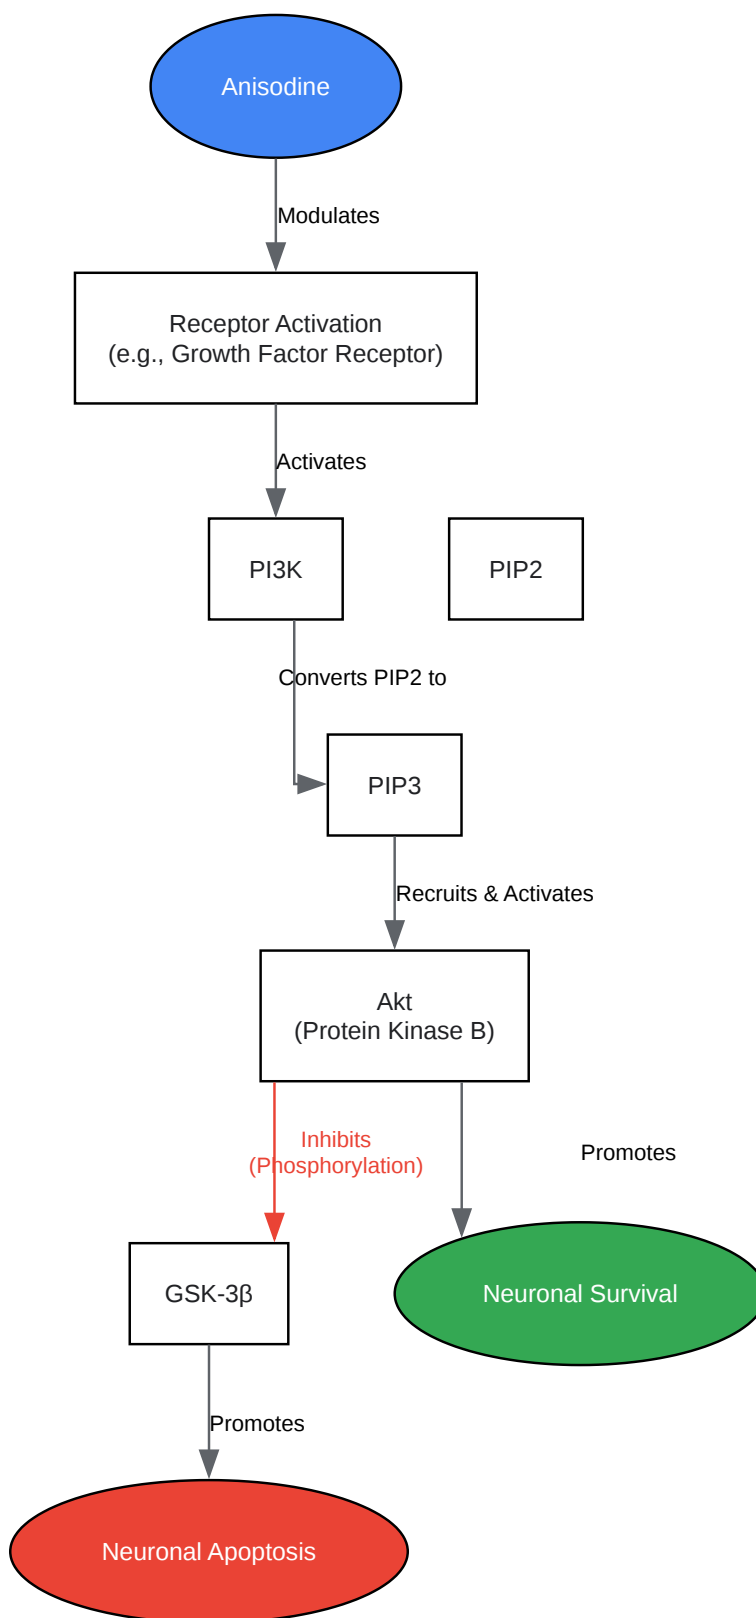 Anisodine
Modulates
Receptor Activation
(e.g., Growth Factor Receptor)
Activates
PI3K
PIP2
Converts PIP2 to
PIP3
Recruits & Activates
Akt
(Protein Kinase B)
Inhibits
(Phosphorylation)
Promotes
GSK-3β
Neuronal Survival
Promotes
Neuronal Apoptosis